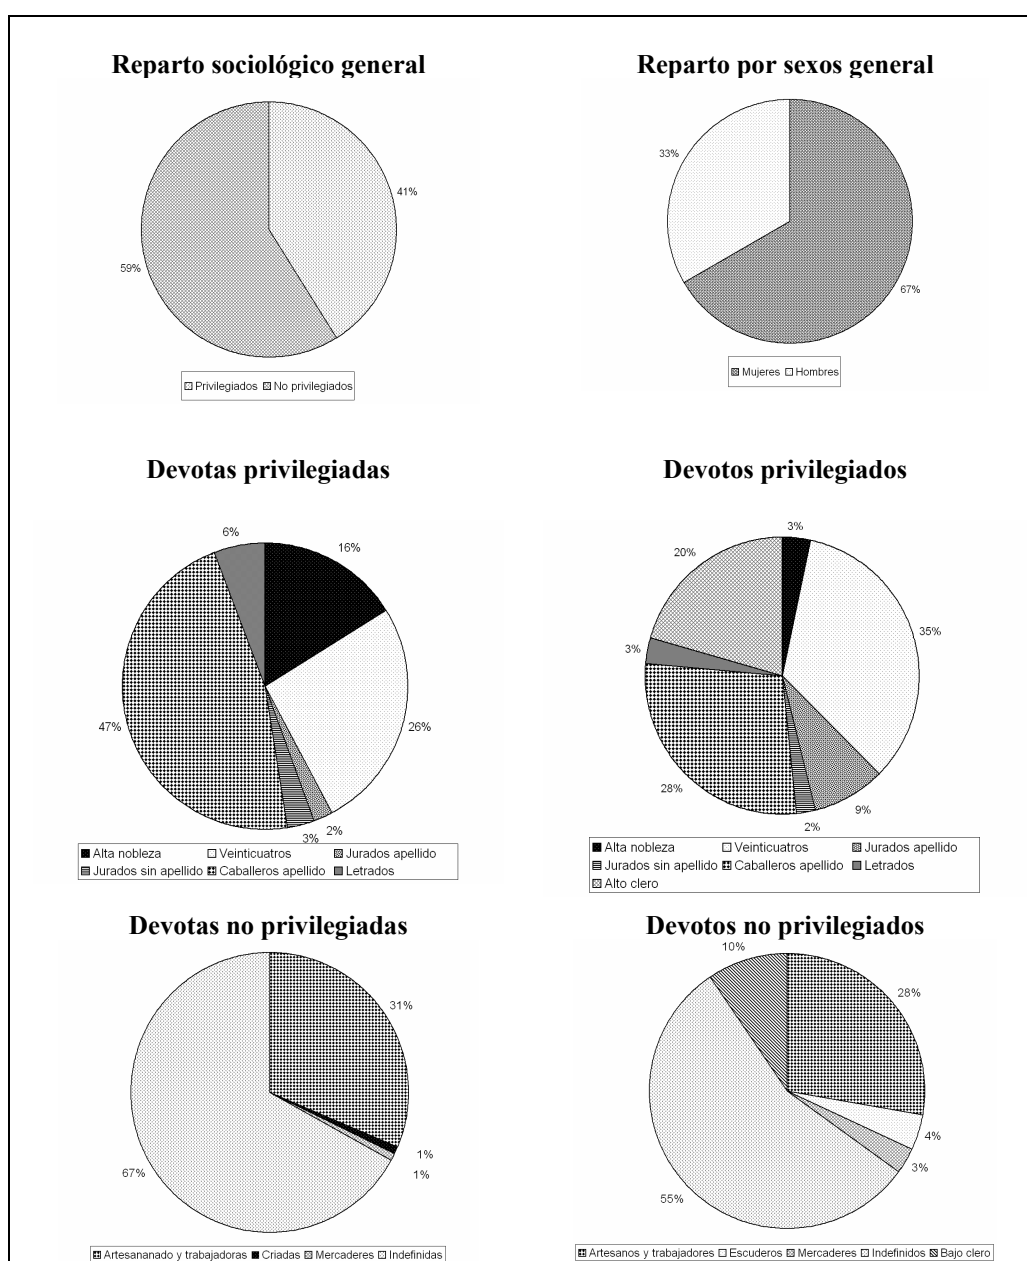 Reparto sociológico general
41%
59%
Privilegiados No privilegiados
Reparto por sexos general
33%
67%
Mujeres Hombres
Devotas privilegiadas
6%
16%
47%
26%
3%
2%
Alta nobleza Veinticuatros Jurados apellido
Jurados sin apellido Caballeros apellido Letrados
Devotos privilegiados
3%
20%
35%
3%
28%
9%
2%
Alta nobleza Veinticuatros Jurados apellido
Jurados sin apellido Caballeros apellido Letrados
Alto clero
Devotas no privilegiadas
31%
1%
1%
67%
Artesananado y trabajadoras Criadas Mercaderes Indefinidas
Devotos no privilegiados
10%
28%
4%
3%
55%
Artesanos y trabajadores Escuderos Mercaderes Indefinidos Bajo clero